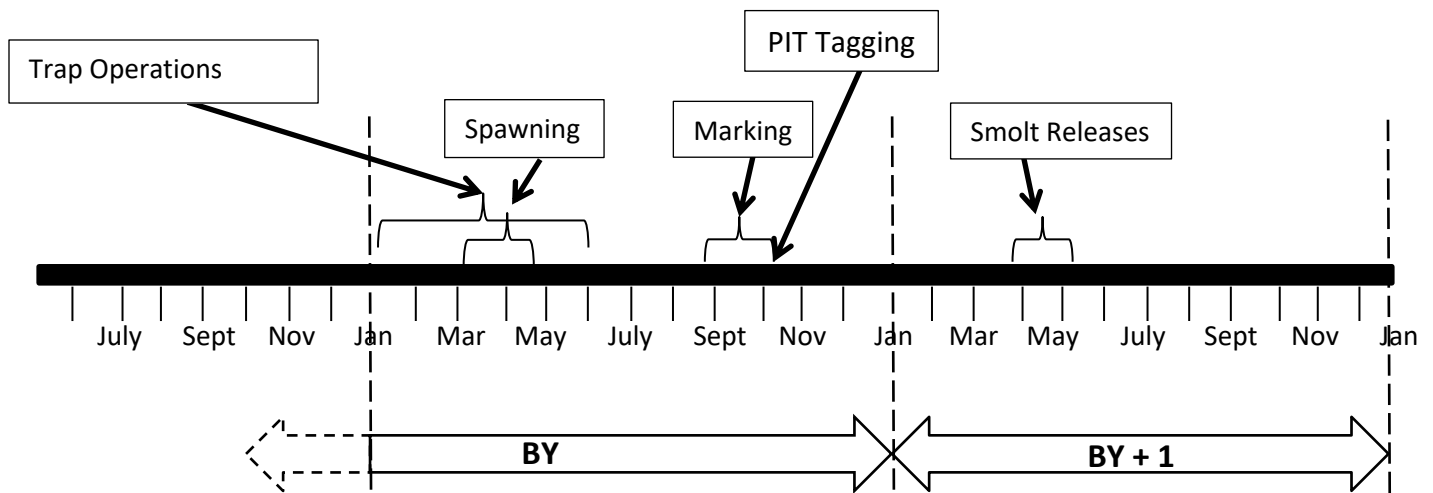 PIT Tagging
Trap Operations
Spawning
Marking
Smolt Releases
July Sept Nov Jan Mar May July Sept Nov Jan Mar May July Sept Nov Jan
BY BY + 1